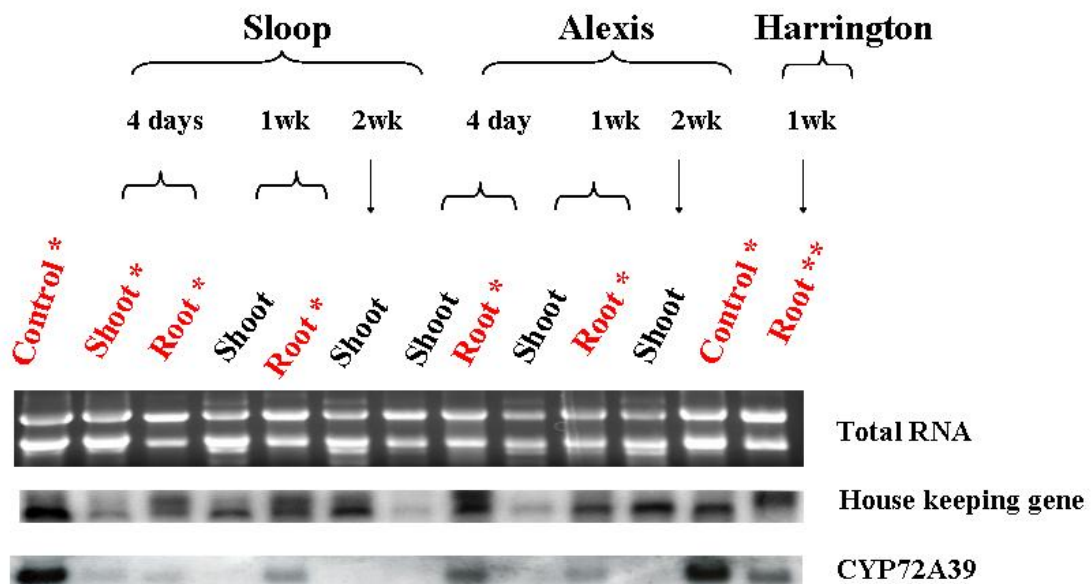 Sloop Alexis Harrington
4 days 1wk 2wk 4 day 1wk 2wk 1wk
Control * Shoot * Root * Shoot Root * Shoot Shoot Root * Shoot Root * Shoot Control * Root **
Total RNA
House keeping gene
CYP72A39